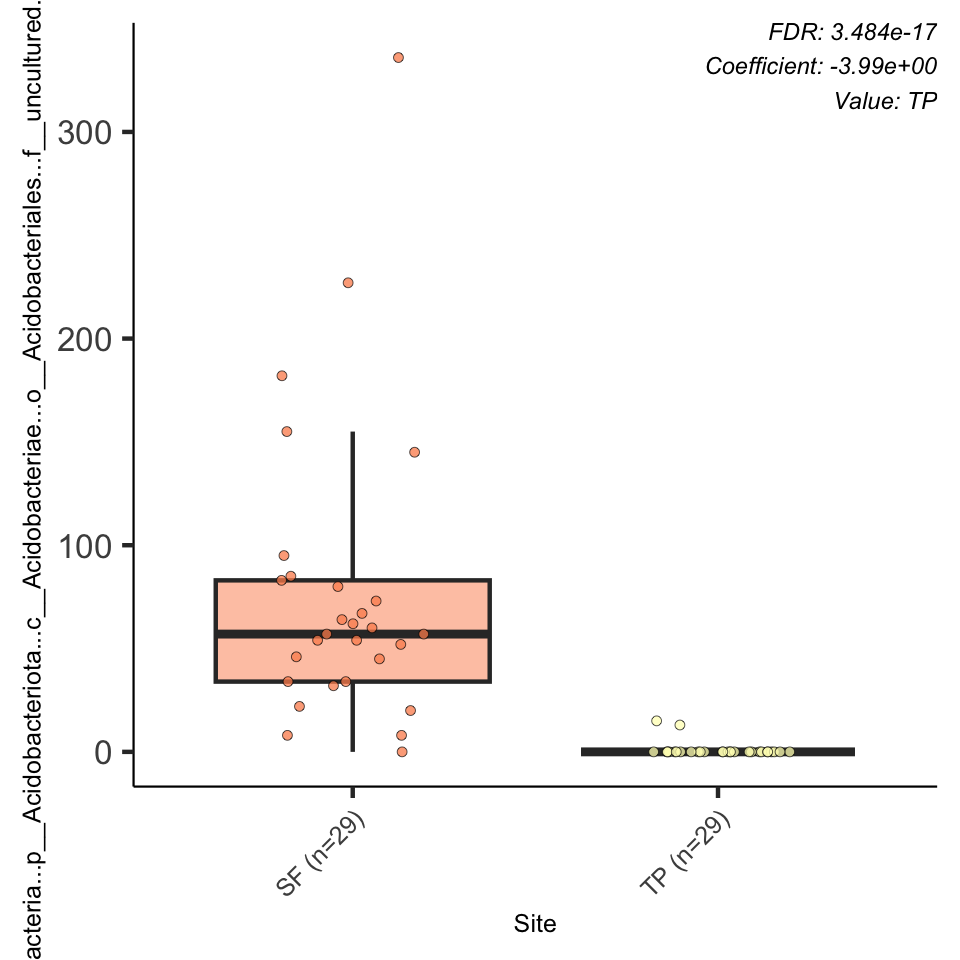 FDR: 3.484e-17
Coefficient: -3.99e+00
Value: TP
acteria...p__Acidobacteriota...c__Acidobacteriae...o__Acidobacteriales...f__uncultured.
300
200
100
0
SF (n=29)
TP (n=29)
Site